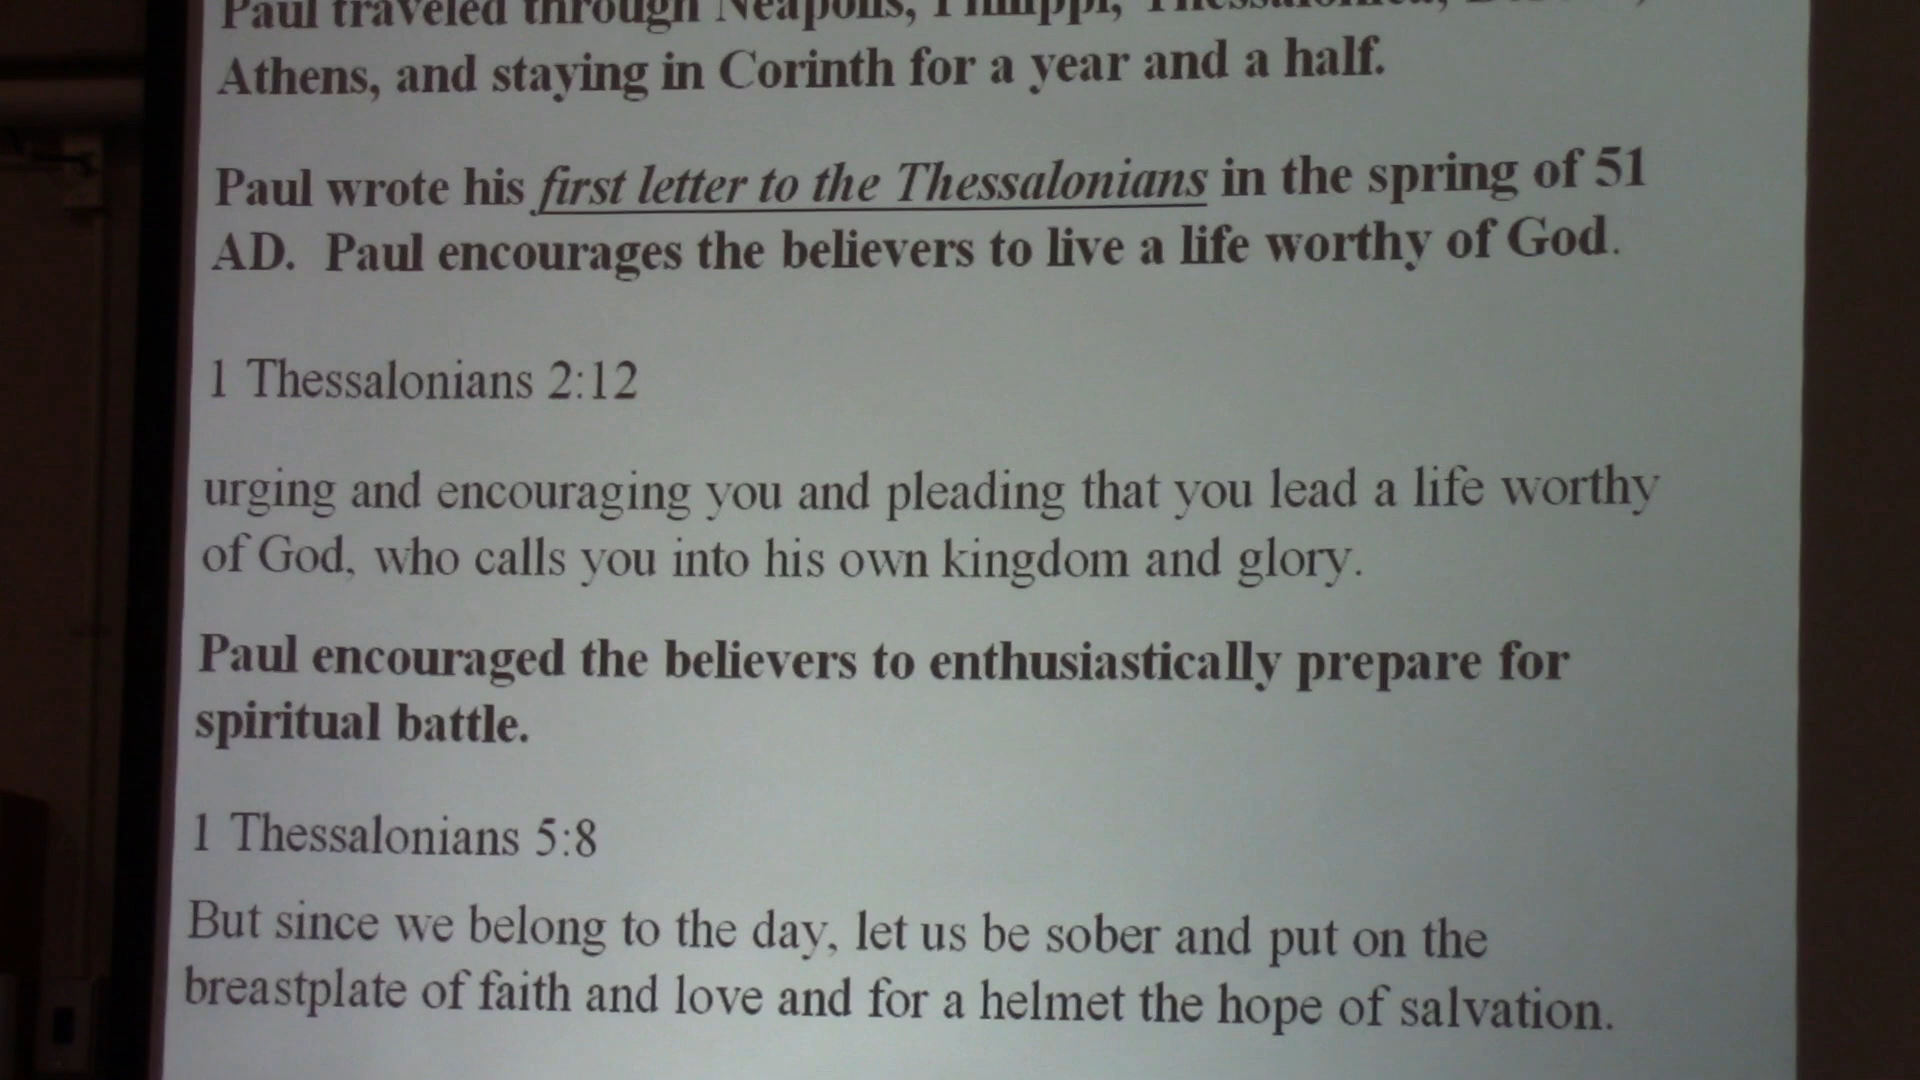 Paul traveled through Neapolis, Philippi, Thessalonica,
Athens, and staying in Corinth for a year and a half.
Paul wrote his first letter to the Thessalonians in the spring of 51
AD. Paul encourages the believers to live a life worthy of God.
1 Thessalonians 2:12
urging and encouraging you and pleading that you lead a life worthy
of God, who calls you into his own kingdom and glory.
Paul encouraged the believers to enthusiastically prepare for
spiritual battle.
1 Thessalonians 5:8
But since we belong to the day, let us be sober and put on the
breastplate of faith and love and for a helmet the hope of salvation.